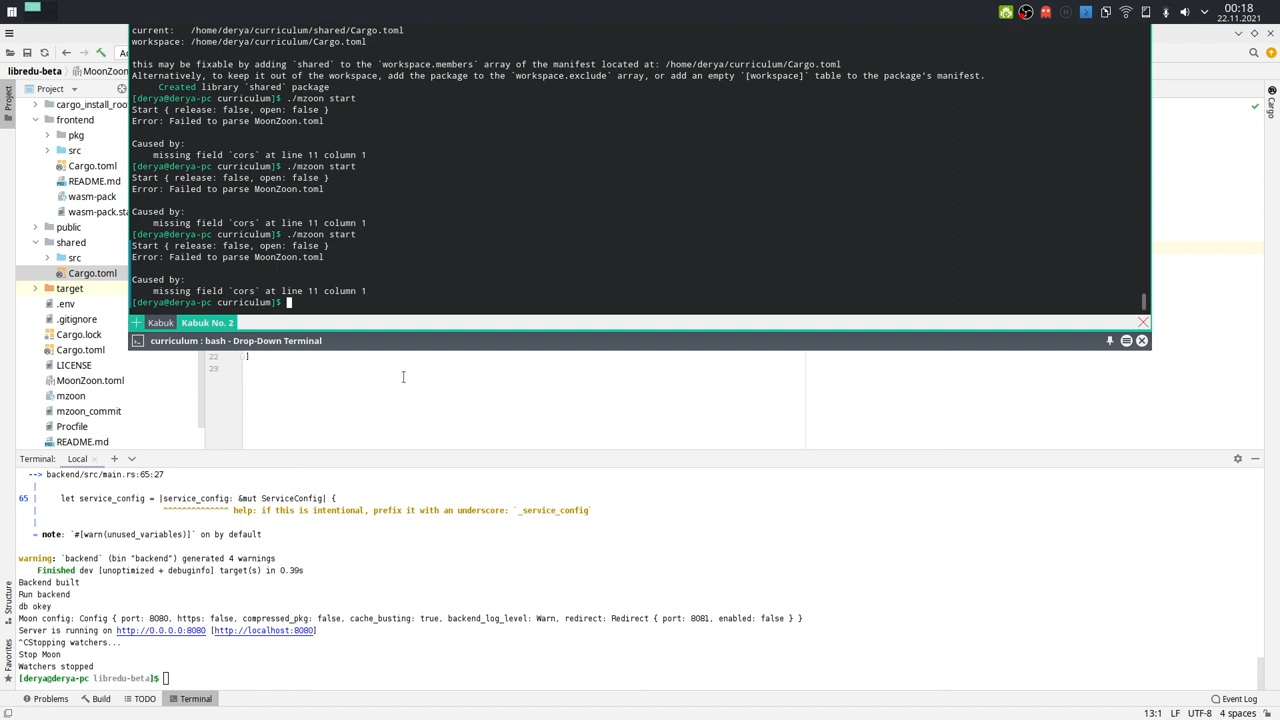 00:18
22.11.2021
libredu-beta
MoonZoon
Project
Project
cargo_install_roo
frontend
pkg
src
Cargo.toml
README.md
wasm-pack
wasm-pack.sta
public
shared
src
Cargo.toml
target
.env
.gitignore
Cargo.lock
Cargo.toml
LICENSE
MoonZoon.toml
mzoon
mzoon_commit
Procfile
README.md
current:   /home/derya/curriculum/shared/Cargo.toml
workspace: /home/derya/curriculum/Cargo.toml
this may be fixable by adding `shared` to the `workspace.members` array of the manifest located at: /home/derya/curriculum/Cargo.toml
Alternatively, to keep it out of the workspace, add the package to the `workspace.exclude` array, or add an empty `[workspace]` table to the package's manifest.
Created library `shared` package
[derya@derya-pc curriculum]$ ./mzoon start
Start { release: false, open: false }
Error: Failed to parse MoonZoon.toml
Caused by:
missing field `cors` at line 11 column 1
[derya@derya-pc curriculum]$ ./mzoon start
Start { release: false, open: false }
Error: Failed to parse MoonZoon.toml
Caused by:
missing field `cors` at line 11 column 1
[derya@derya-pc curriculum]$ ./mzoon start
Start { release: false, open: false }
Error: Failed to parse MoonZoon.toml
Caused by:
missing field `cors` at line 11 column 1
[derya@derya-pc curriculum]$
Kabuk
Kabuk No. 2
curriculum : bash - Drop-Down Terminal
22 ]
23
Cargo
Terminal: Local
--> backend/src/main.rs:65:27
|
65 |     let service_config = |service_config: &mut ServiceConfig| {
|                           ^^^^^^^^^^^^^^ help: if this is intentional, prefix it with an underscore: `_service_config`
|
= note: `#[warn(unused_variables)]` on by default
warning: `backend` (bin "backend") generated 4 warnings
Finished dev [unoptimized + debuginfo] target(s) in 0.39s
Backend built
Run backend
db okey
Moon config: Config { port: 8080, https: false, compressed_pkg: false, cache_busting: true, backend_log_level: Warn, redirect: Redirect { port: 8081, enabled: false } }
Server is running on http://0.0.0.0:8080 [http://localhost:8080]
^CStopping watchers...
Stop Moon
Watchers stopped
[derya@derya-pc libredu-beta]$
Structure
Favorites
Problems
Build
TODO
Terminal
Event Log
13:1 LF UTF-8 4 spaces